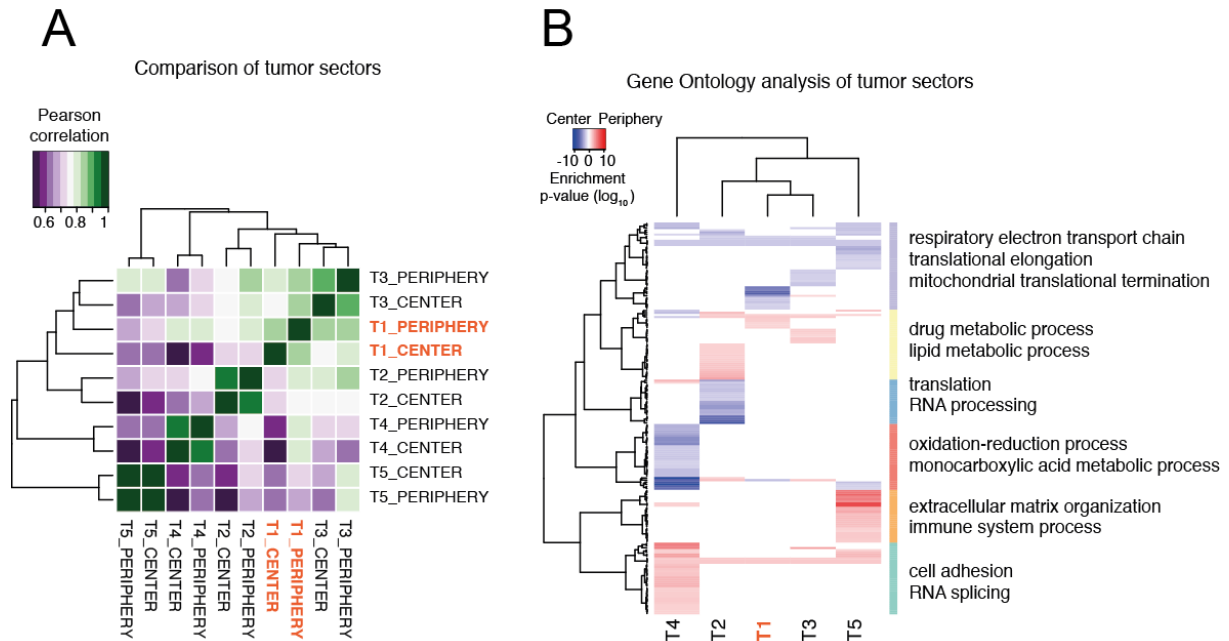 A
Comparison of tumor sectors
Pearson
correlation
0.6 0.8 1
T3_PERIPHERY
T3_CENTER
T1_PERIPHERY
T1_CENTER
T2_PERIPHERY
T2_CENTER
T4_PERIPHERY
T4_CENTER
T5_CENTER
T5_PERIPHERY
T5_PERIPHERY
T5_CENTER
T4_CENTER
T4_PERIPHERY
T2_CENTER
T2_PERIPHERY
T1_CENTER
T1_PERIPHERY
T3_CENTER
T3_PERIPHERY
B
Gene Ontology analysis of tumor sectors
Center Periphery
-10 0 10
Enrichment
p-value (log10)
respiratory electron transport chain
translational elongation
mitochondrial translational termination
drug metabolic process
lipid metabolic process
translation
RNA processing
oxidation-reduction process
monocarboxylic acid metabolic process
extracellular matrix organization
immune system process
cell adhesion
RNA splicing
T4
T2
T1
T3
T5